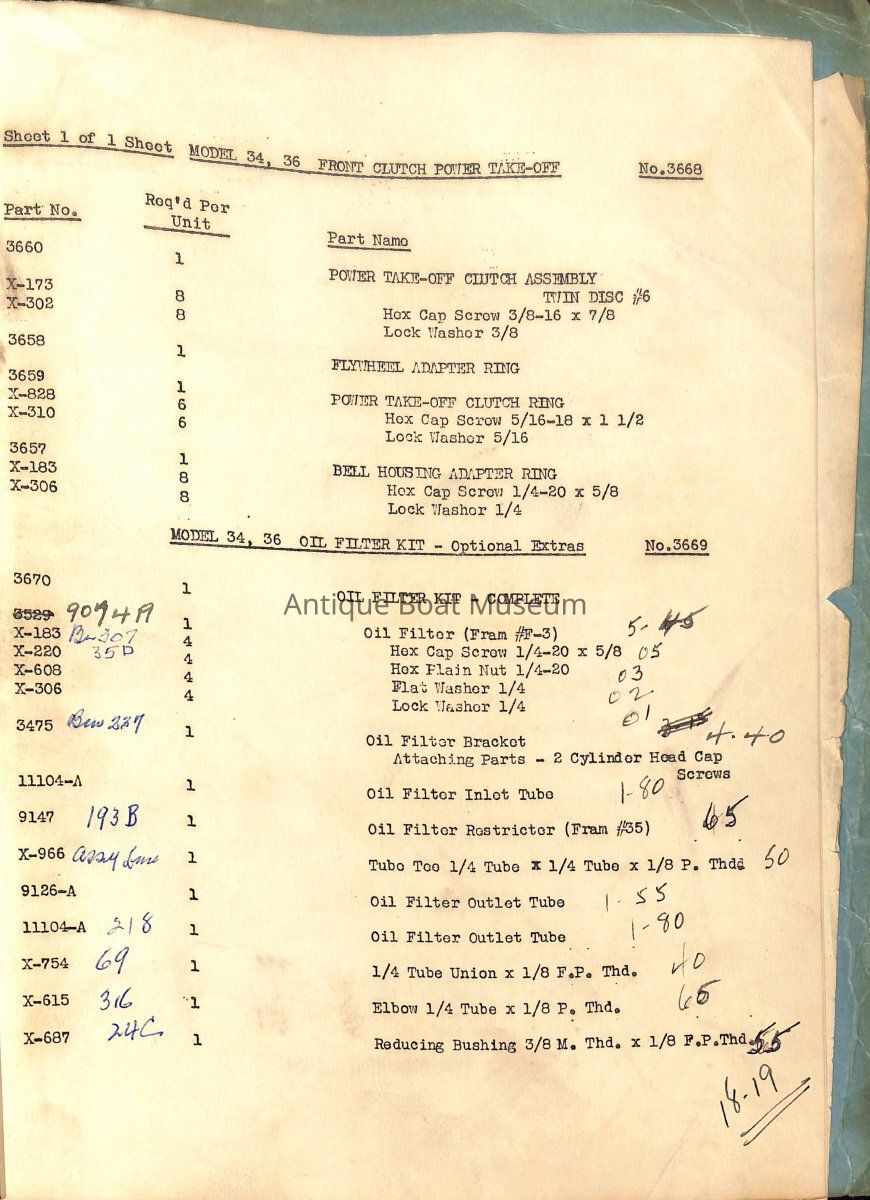 Sheet 1 of 1 Sheet MODEL 34, 36 FRONT CLUTCH POWER TAKE-OFF No.3668
Part No. Req'd Per Unit Part Name
3660 1 POWER TAKE-OFF CLUTCH ASSEMBLY
TWIN DISC #6
X-173 8 Hex Cap Screw 3/8-16 x 7/8
X-302 8 Lock Washer 3/8
3658 1 FLYWHEEL ADAPTER RING
3659 1 POWER TAKE-OFF CLUTCH RING
X-828 6 Hex Cap Screw 5/16-18 x 1 1/2
X-310 6 Lock Washer 5/16
3657 1 BELL HOUSING ADAPTER RING
X-183 8 Hex Cap Screw 1/4-20 x 5/8
X-306 8 Lock Washer 1/4
MODEL 34, 36 OIL FILTER KIT - Optional Extras No.3669
3670 1 OIL FILTER KIT - COMPLETE
Antique Boat Museum
3529 9074A 1 Oil Filter (Fram #F-3) 5-45
X-183 4 Hex Cap Screw 1/4-20 x 5/8 05
X-220 35D 4 Hex Plain Nut 1/4-20 03
X-608 4 Flat Washer 1/4 02
X-306 4 Lock Washer 1/4 01
3475 1 Oil Filter Bracket 4-40
Attaching Parts - 2 Cylinder Head Cap
Screws
11104-A 1 Oil Filter Inlet Tube 1-80
9147 193B 1 Oil Filter Restrictor (Fram #35) 65
X-966 Assy 1 Tube Tee 1/4 Tube x 1/4 Tube x 1/8 P. Thdd 50
9126-A 1 Oil Filter Outlet Tube 1-55
11104-A 218 1 Oil Filter Outlet Tube 1-80
X-754 69 1 1/4 Tube Union x 1/8 F.P. Thd. 40
X-615 316 1 Elbow 1/4 Tube x 1/8 P. Thd. 65
X-687 24C 1 Reducing Bushing 3/8 M. Thd. x 1/8 F.P.Thd. 55
18-19